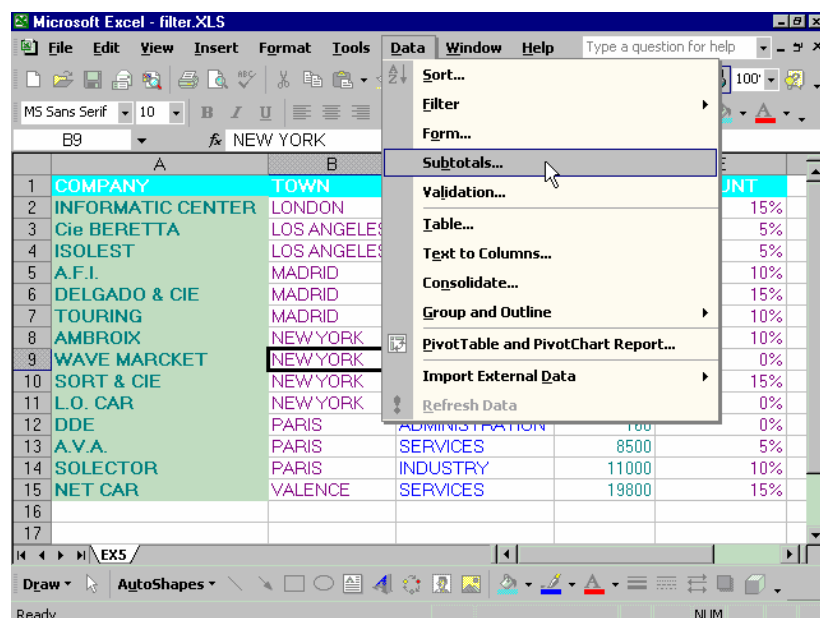 Microsoft Excel - filter.XLS
File Edit View Insert Format Tools Data Window Help Type a question for help
100
MS Sans Serif 10 B I U
B9 fx NEW YORK
Sort...
Filter
Form...
Subtotals...
Validation...
Table...
Text to Columns...
Consolidate...
Group and Outline
PivotTable and PivotChart Report...
Import External Data
Refresh Data
A B
1 COMPANY TOWN
2 INFORMATIC CENTER LONDON 15%
3 Cie BERETTA LOS ANGELES 5%
4 ISOLEST LOS ANGELES 5%
5 A.F.I. MADRID 10%
6 DELGADO & CIE MADRID 15%
7 TOURING MADRID 10%
8 AMBROIX NEW YORK 10%
9 WAVE MARCKET NEW YORK 0%
10 SORT & CIE NEW YORK 15%
11 L.O. CAR NEW YORK 0%
12 DDE PARIS ADMINISTRATION 0%
13 A.V.A. PARIS SERVICES 8500 5%
14 SOLECTOR PARIS INDUSTRY 11000 10%
15 NET CAR VALENCE SERVICES 19800 15%
16
17
EX5
Draw AutoShapes
Ready NUM